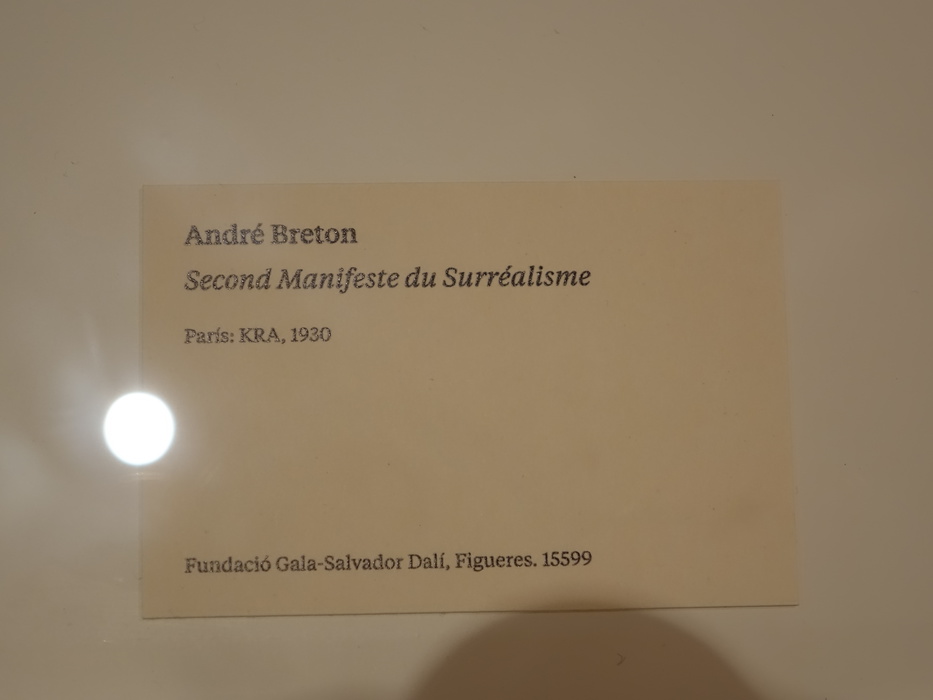 André Breton
Second Manifeste du Surréalisme
París: KRA, 1930
Fundació Gala-Salvador Dalí, Figueres. 15599